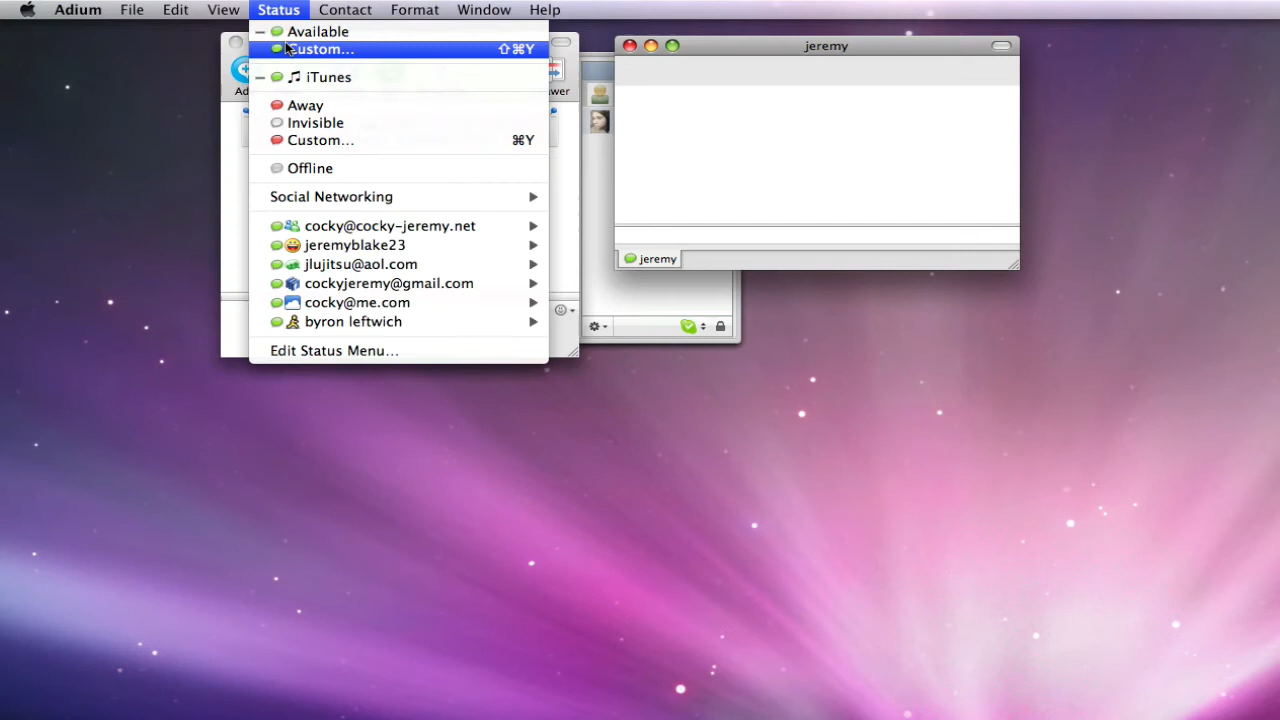 Adium File Edit View Status Contact Format Window Help
Available
Custom... ⇧⌘Y
iTunes
Away
Invisible
Custom... ⌘Y
Offline
Social Networking
cocky@cocky-jeremy.net
jeremyblake23
jlujitsu@aol.com
cockyjeremy@gmail.com
cocky@me.com
byron leftwich
Edit Status Menu...
jeremy
jeremy